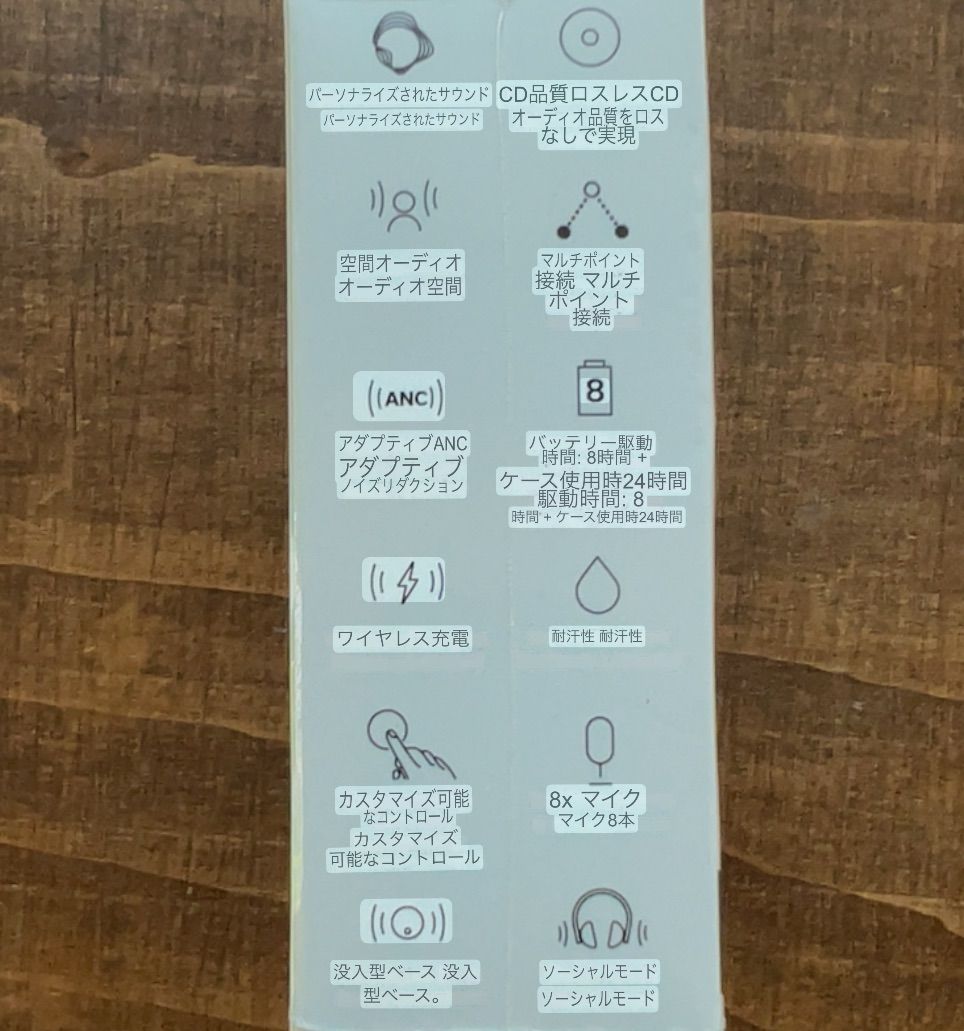 パーソナライズされたサウンド
パーソナライズされたサウンド
CD品質ロスレスCD
オーディオ品質をロス
なしで実現
空間オーディオ
オーディオ空間
マルチポイント
接続 マルチ
ポイント
接続
((ANC))
アダプティブANC
アダプティブ
ノイズリダクション
8
バッテリー駆動
時間: 8時間 +
ケース使用時24時間
駆動時間: 8
時間 + ケース使用時24時間
ワイヤレス充電
耐汗性 耐汗性
カスタマイズ可能
なコントロール
カスタマイズ
可能なコントロール
8x マイク
マイク8本
没入型ベース 没入
型ベース。
ソーシャルモード
ソーシャルモード